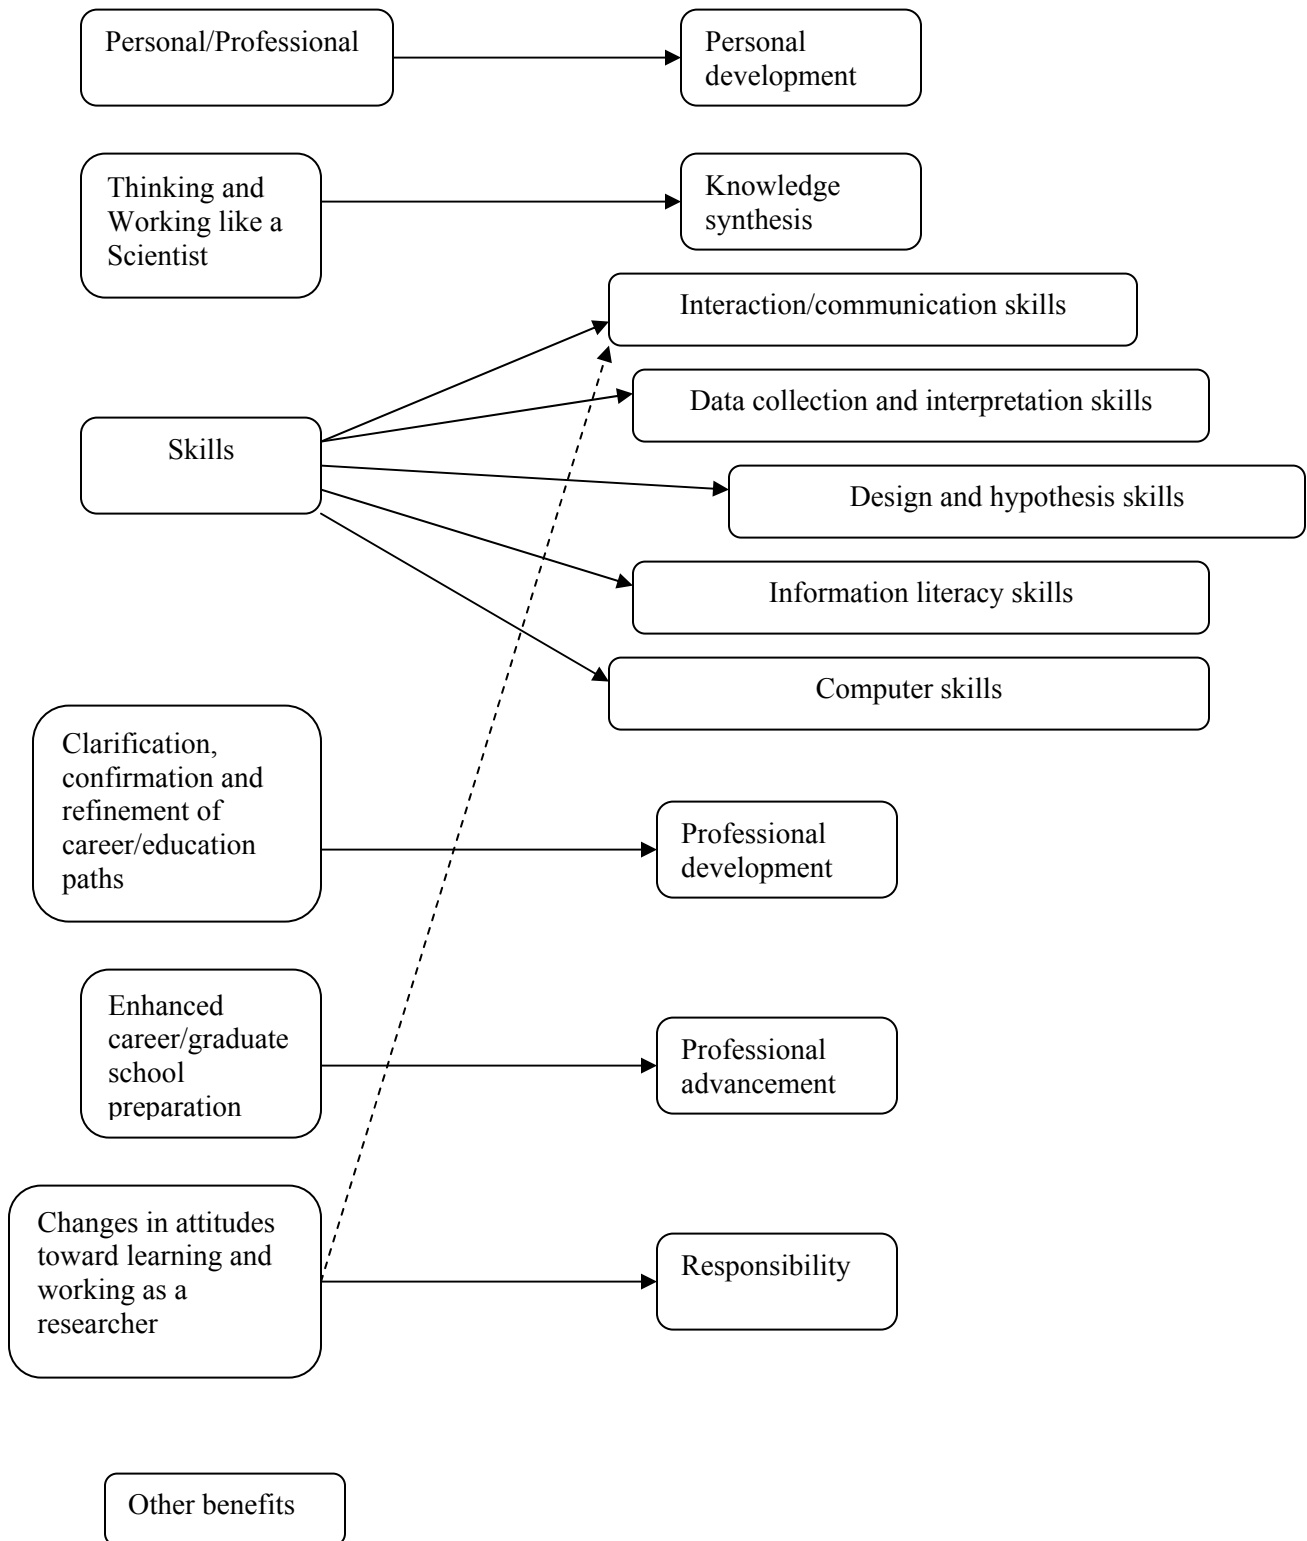 Personal/Professional
Personal
development
Thinking and
Working like a
Scientist
Knowledge
synthesis
Interaction/communication skills
Data collection and interpretation skills
Skills
Design and hypothesis skills
Information literacy skills
Computer skills
Clarification,
confirmation and
refinement of
career/education
paths
Professional
development
Enhanced
career/graduate
school
preparation
Professional
advancement
Changes in attitudes
toward learning and
working as a
researcher
Responsibility
Other benefits